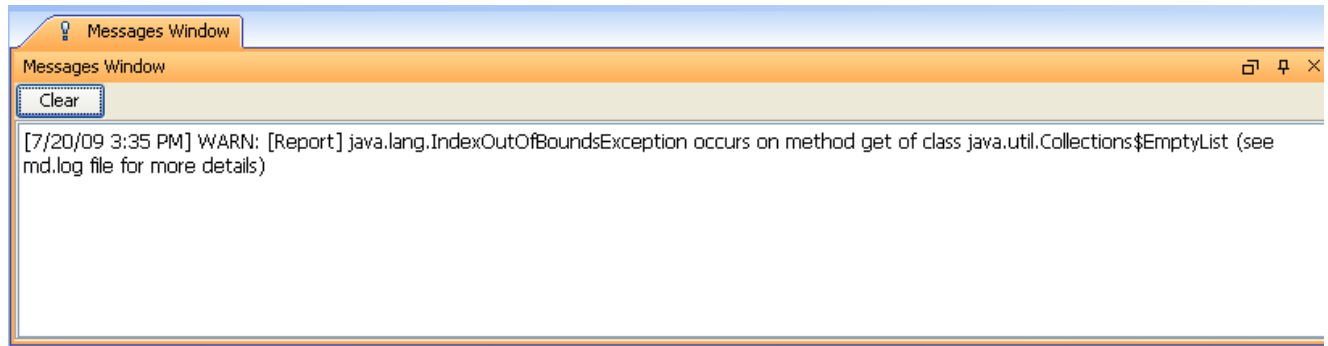 Messages Window
Messages Window
Clear
[7/20/09 3:35 PM] WARN: [Report] java.lang.IndexOutOfBoundsException occurs on method get of class java.util.Collections$EmptyList (see
md.log file for more details)